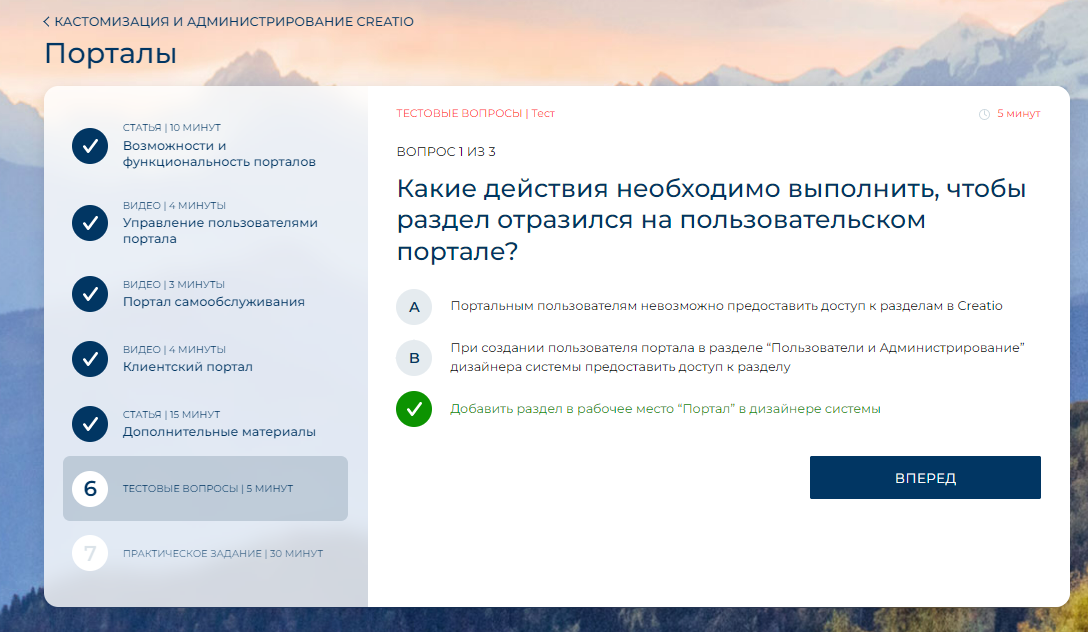 КАСТОМИЗАЦИЯ И АДМИНИСТРИРОВАНИЕ CREATIO
Порталы
СТАТЬЯ | 10 МИНУТ
Возможности и
функциональность порталов
ВИДЕО | 4 МИНУТЫ
Управление пользователями
портала
ВИДЕО | 3 МИНУТЫ
Портал самообслуживания
ВИДЕО | 4 МИНУТЫ
Клиентский портал
СТАТЬЯ | 15 МИНУТ
Дополнительные материалы
6 ТЕСТОВЫЕ ВОПРОСЫ | 5 МИНУТ
7 ПРАКТИЧЕСКОЕ ЗАДАНИЕ | 30 МИНУТ
ТЕСТОВЫЕ ВОПРОСЫ | Тест 5 минут
ВОПРОС 1 ИЗ 3
Какие действия необходимо выполнить, чтобы
раздел отразился на пользовательском
портале?
A Портальным пользователям невозможно предоставить доступ к разделам в Creatio
B При создании пользователя портала в разделе “Пользователи и Администрирование”
дизайнера системы предоставить доступ к разделу
Добавить раздел в рабочее место “Портал” в дизайнере системы
ВПЕРЕД